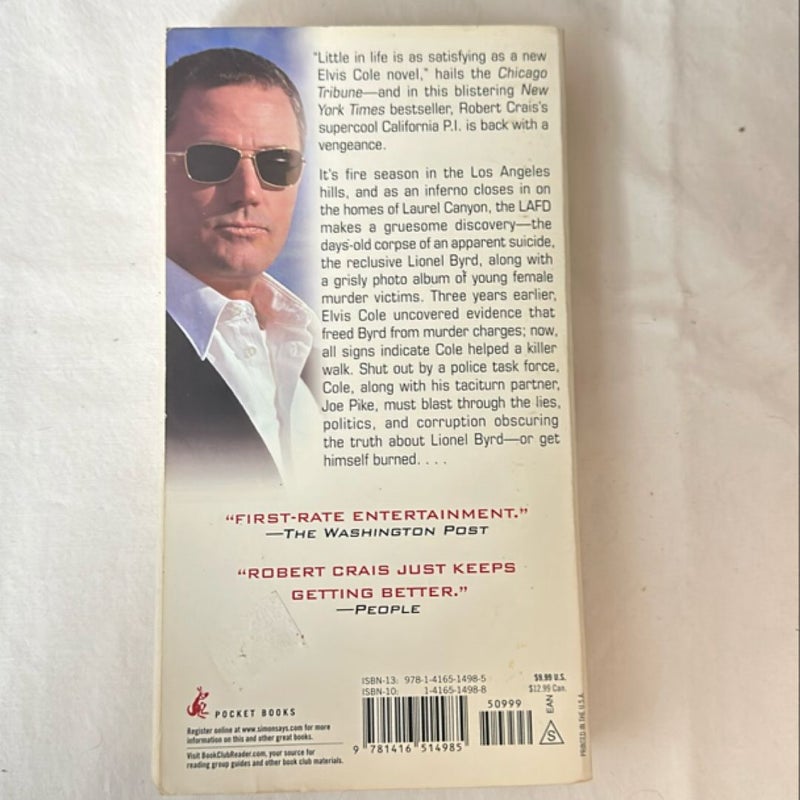 "Little in life is as satisfying as a new
Elvis Cole novel," hails the Chicago
Tribune—and in this blistering New
York Times bestseller, Robert Crais's
supercool California P.I. is back with a
vengeance.
It's fire season in the Los Angeles
hills, and as an inferno closes in on
the homes of Laurel Canyon, the LAFD
makes a gruesome discovery—the
days-old corpse of an apparent suicide,
the reclusive Lionel Byrd, along with
a grisly photo album of young female
murder victims. Three years earlier,
Elvis Cole uncovered evidence that
freed Byrd from murder charges; now,
all signs indicate Cole helped a killer
walk. Shut out by a police task force,
Cole, along with his taciturn partner,
Joe Pike, must blast through the lies,
politics, and corruption obscuring
the truth about Lionel Byrd—or get
himself burned. . . .
"FIRST-RATE ENTERTAINMENT."
—THE WASHINGTON POST
"ROBERT CRAIS JUST KEEPS
GETTING BETTER."
—PEOPLE
POCKET BOOKS
Register online at www.simonsays.com for more
information on this and other great books.
Visit BookClubReader.com, your source for
reading group guides and other book club materials.
ISBN-13: 978-1-4165-1498-5
ISBN-10: 1-4165-1498-8
$9.99 U.S.
$12.99 Can.
50999
9 781416 514985
EAN
S
PRINTED IN THE U.S.A.